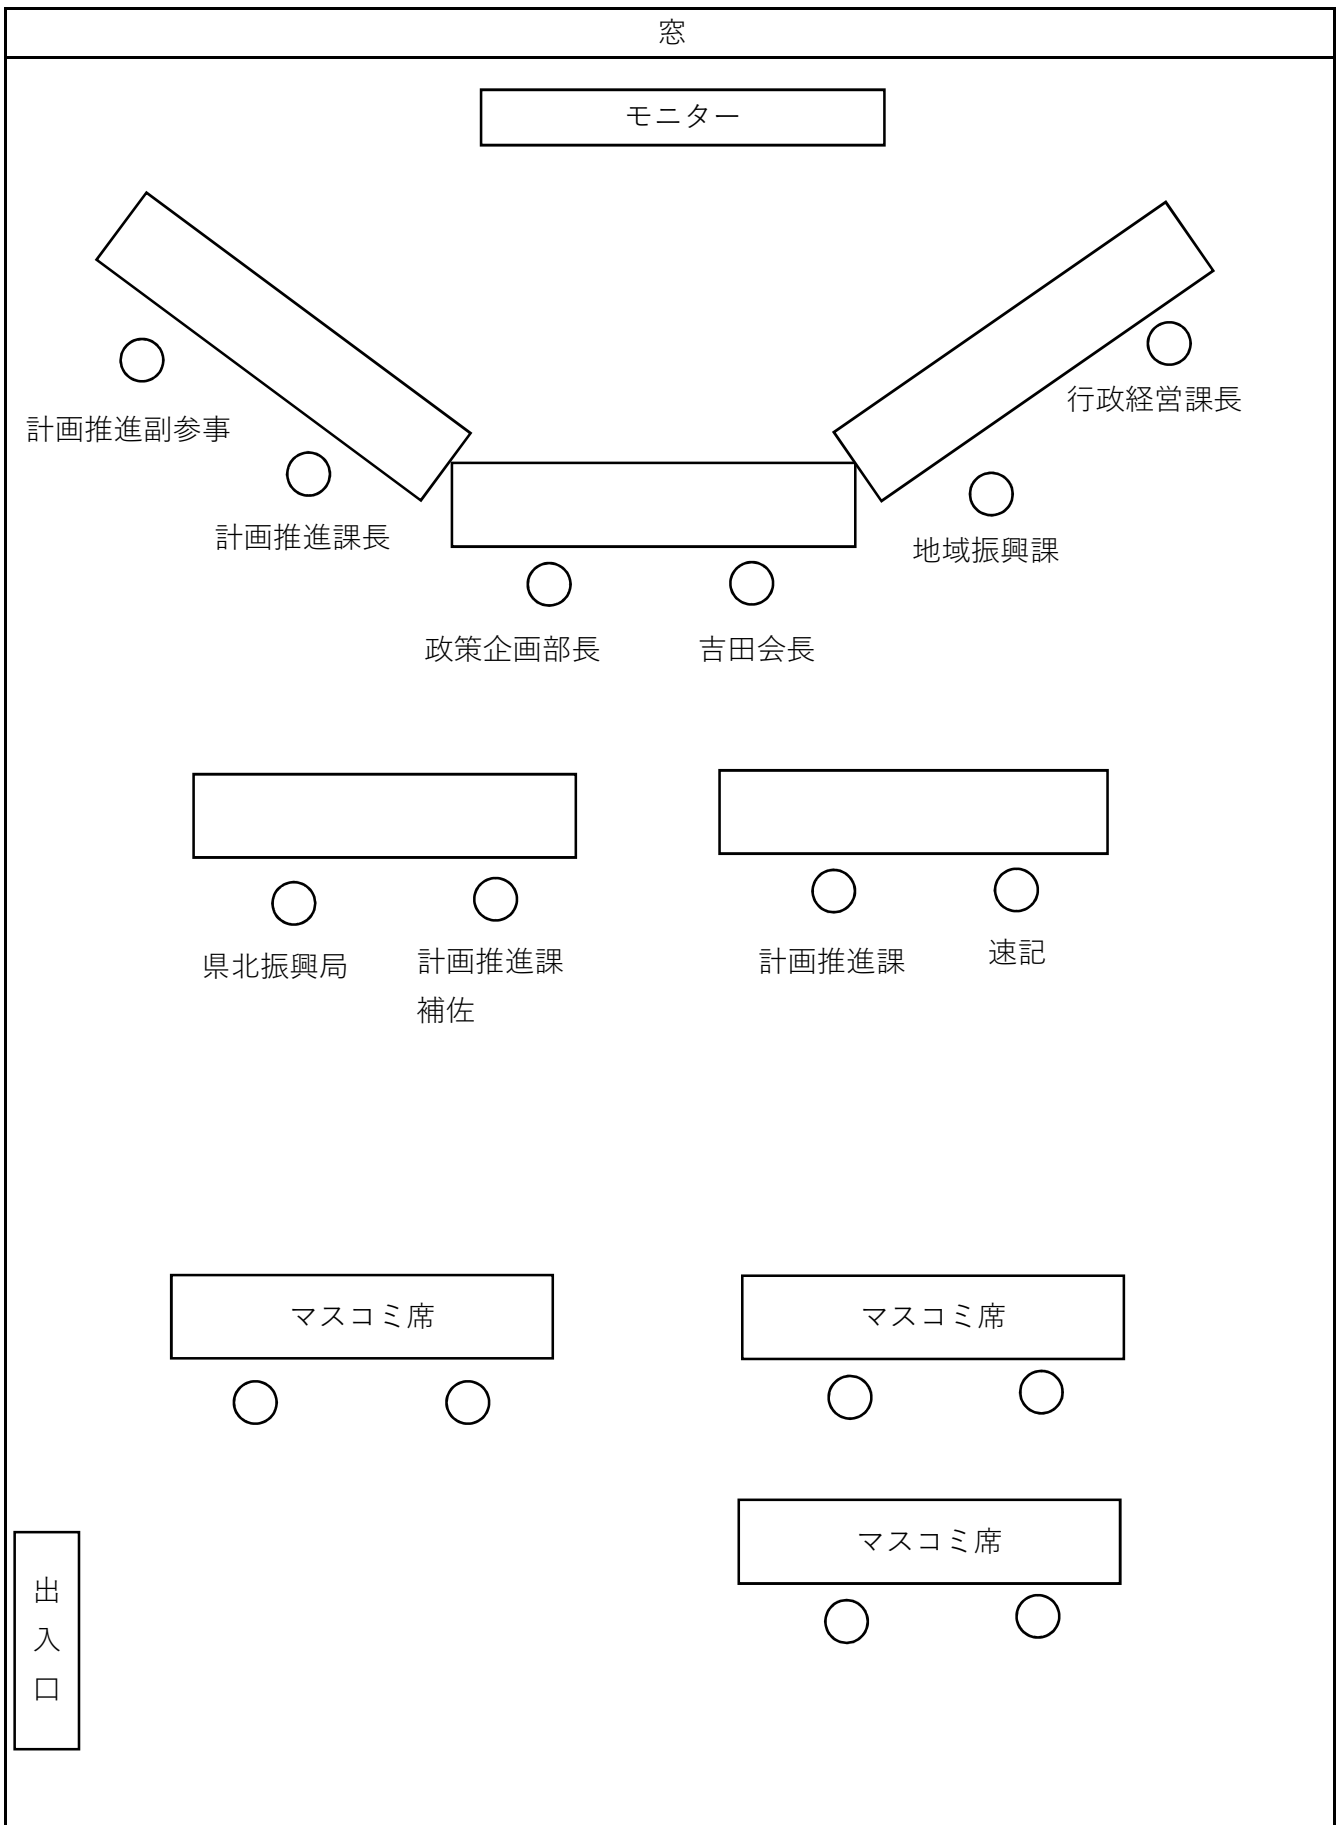 窓
モニター
行政経営課長
計画推進副参事
計画推進課長
地域振興課
政策企画部長
吉田会長
県北振興局
計画推進課
補佐
計画推進課
速記
マスコミ席
マスコミ席
マスコミ席
出
入
口